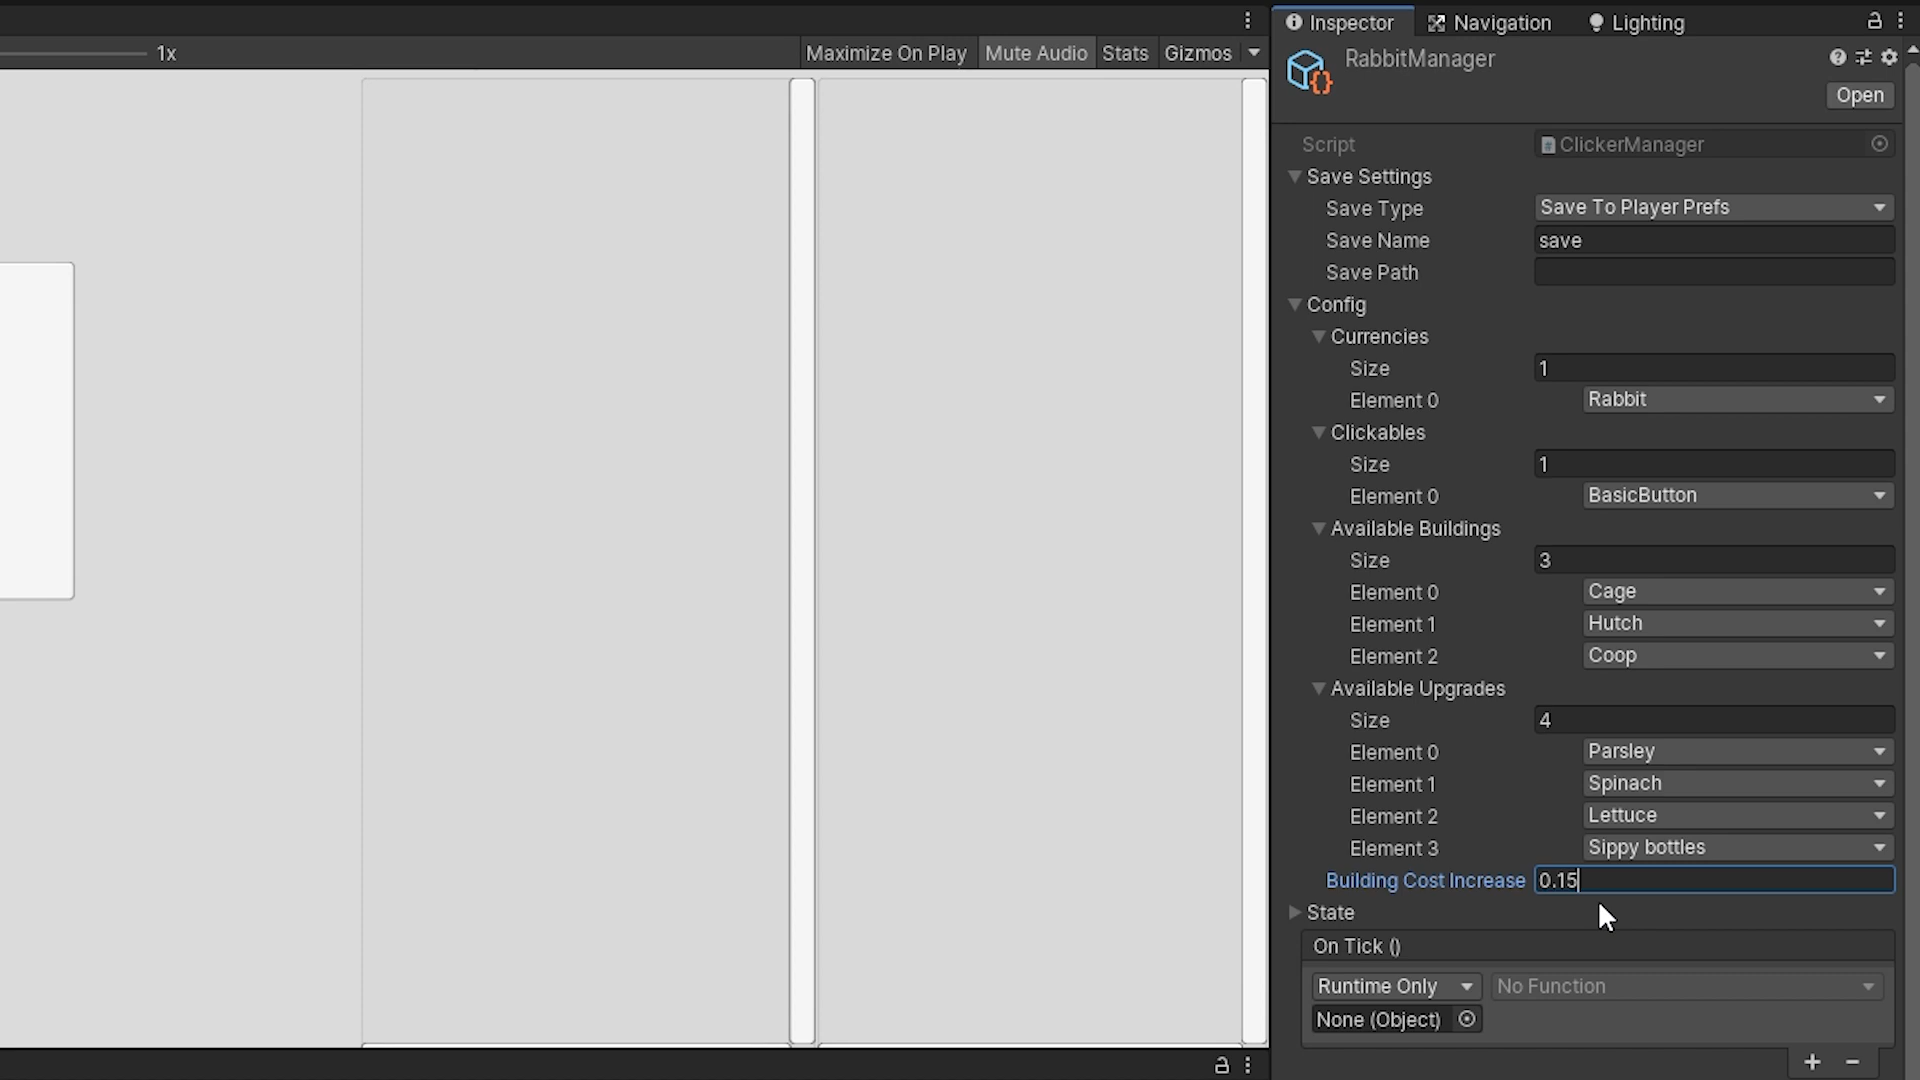 1x
Maximize On Play
Mute Audio
Stats
Gizmos
Inspector
Navigation
Lighting
RabbitManager
Open
Script ClickerManager
Save Settings
Save Type Save To Player Prefs
Save Name save
Save Path
Config
Currencies
Size 1
Element 0 Rabbit
Clickables
Size 1
Element 0 BasicButton
Available Buildings
Size 3
Element 0 Cage
Element 1 Hutch
Element 2 Coop
Available Upgrades
Size 4
Element 0 Parsley
Element 1 Spinach
Element 2 Lettuce
Element 3 Sippy bottles
Building Cost Increase 0.15
State
On Tick ()
Runtime Only No Function
None (Object)